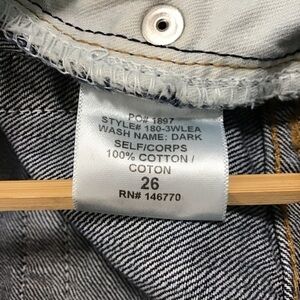 PO# 1897
STYLE# 180-3WLEA
WASH NAME: DARK
SELF/CORPS
100% COTTON /
COTON
26
RN# 146770